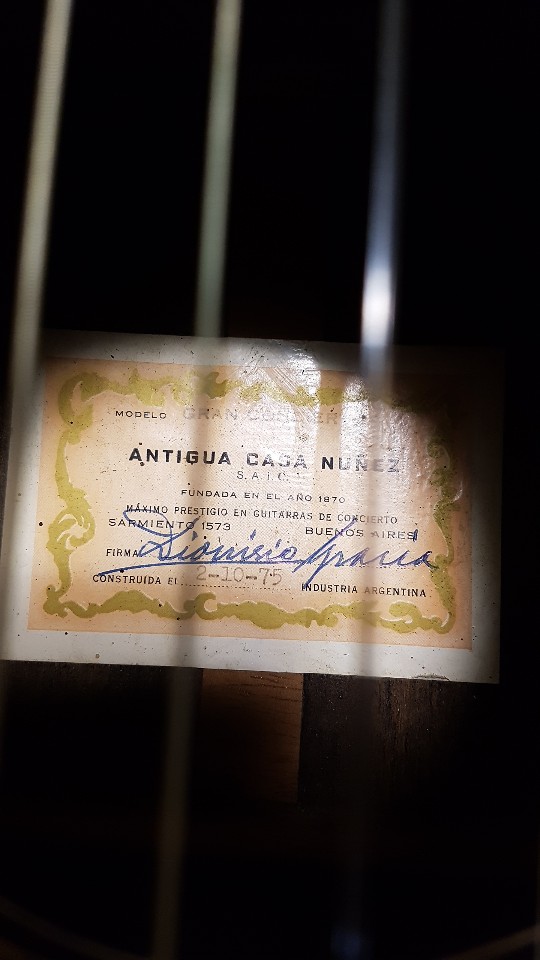 MODELO GRAN
ANTIGUA CASA NUÑEZ
S.A.I.C.
FUNDADA EN EL AÑO 1870
MÁXIMO PRESTIGIO EN GUITARRAS DE CONCIERTO
SARMIENTO 1573 BUENOS AIRES
FIRMA Dionisio Gracia
CONSTRUIDA EL 2-10-75 INDUSTRIA ARGENTINA